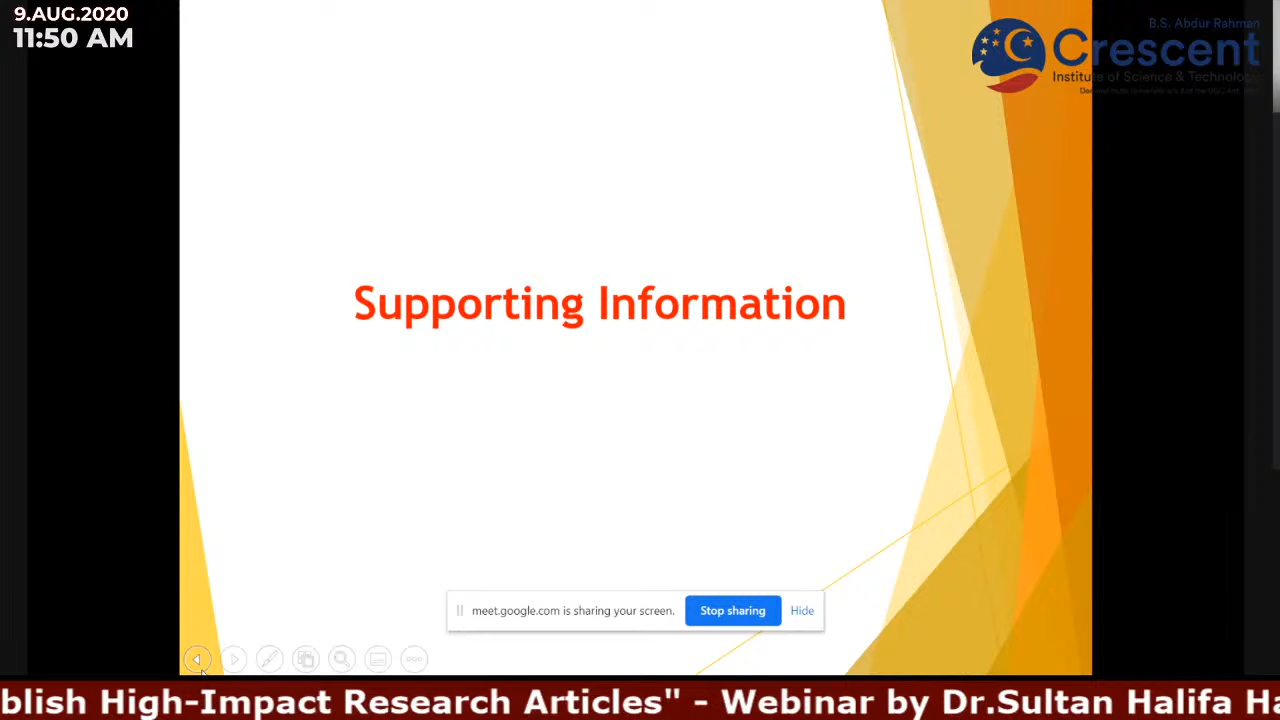 9.AUG.2020
11:50 AM
B.S. Abdur Rahman
Crescent
Institute of Science & Technology
Supporting Information
meet.google.com is sharing your screen. Stop sharing Hide
blish High-Impact Research Articles" - Webinar by Dr.Sultan Halifa Ha